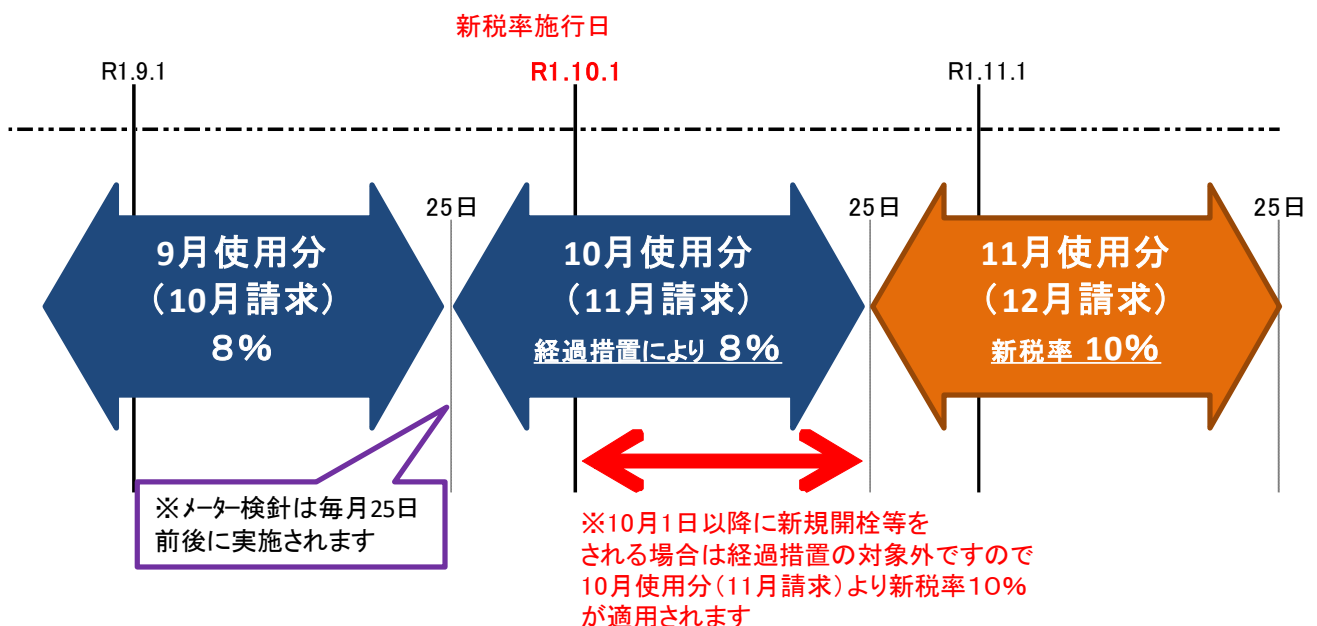 新税率施行日
R1.9.1
R1.10.1
R1.11.1
25日
25日
25日
9月使用分
（10月請求）
８％
10月使用分
（11月請求）
経過措置により ８％
11月使用分
（12月請求）
新税率 10％
※メーター検針は毎月25日
前後に実施されます
※10月1日以降に新規開栓等を
される場合は経過措置の対象外ですので
10月使用分（11月請求）より新税率１０％
が適用されます